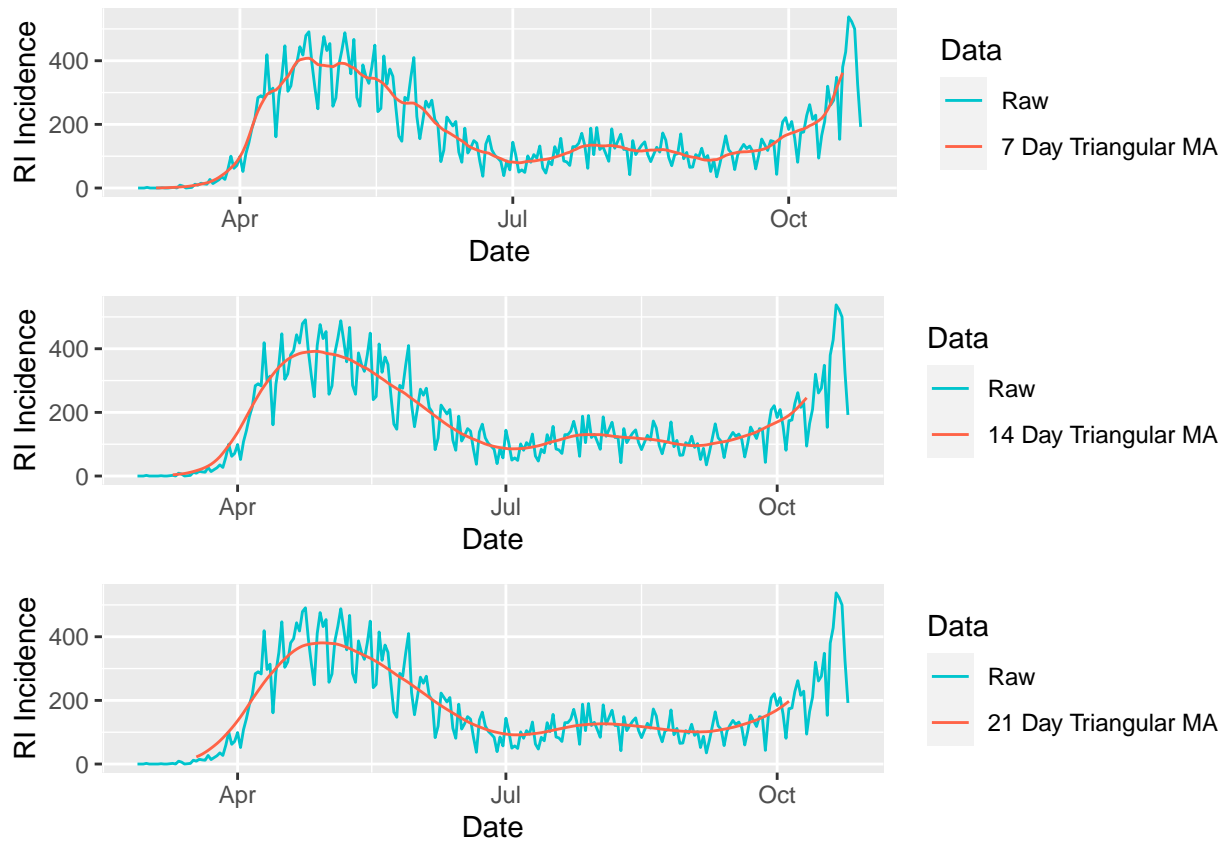 RI Incidence
400
200
0
Apr
Jul
Oct
Date
Data
Raw
7 Day Triangular MA
RI Incidence
400
200
0
Apr
Jul
Oct
Date
Data
Raw
14 Day Triangular MA
RI Incidence
400
200
0
Apr
Jul
Oct
Date
Data
Raw
21 Day Triangular MA